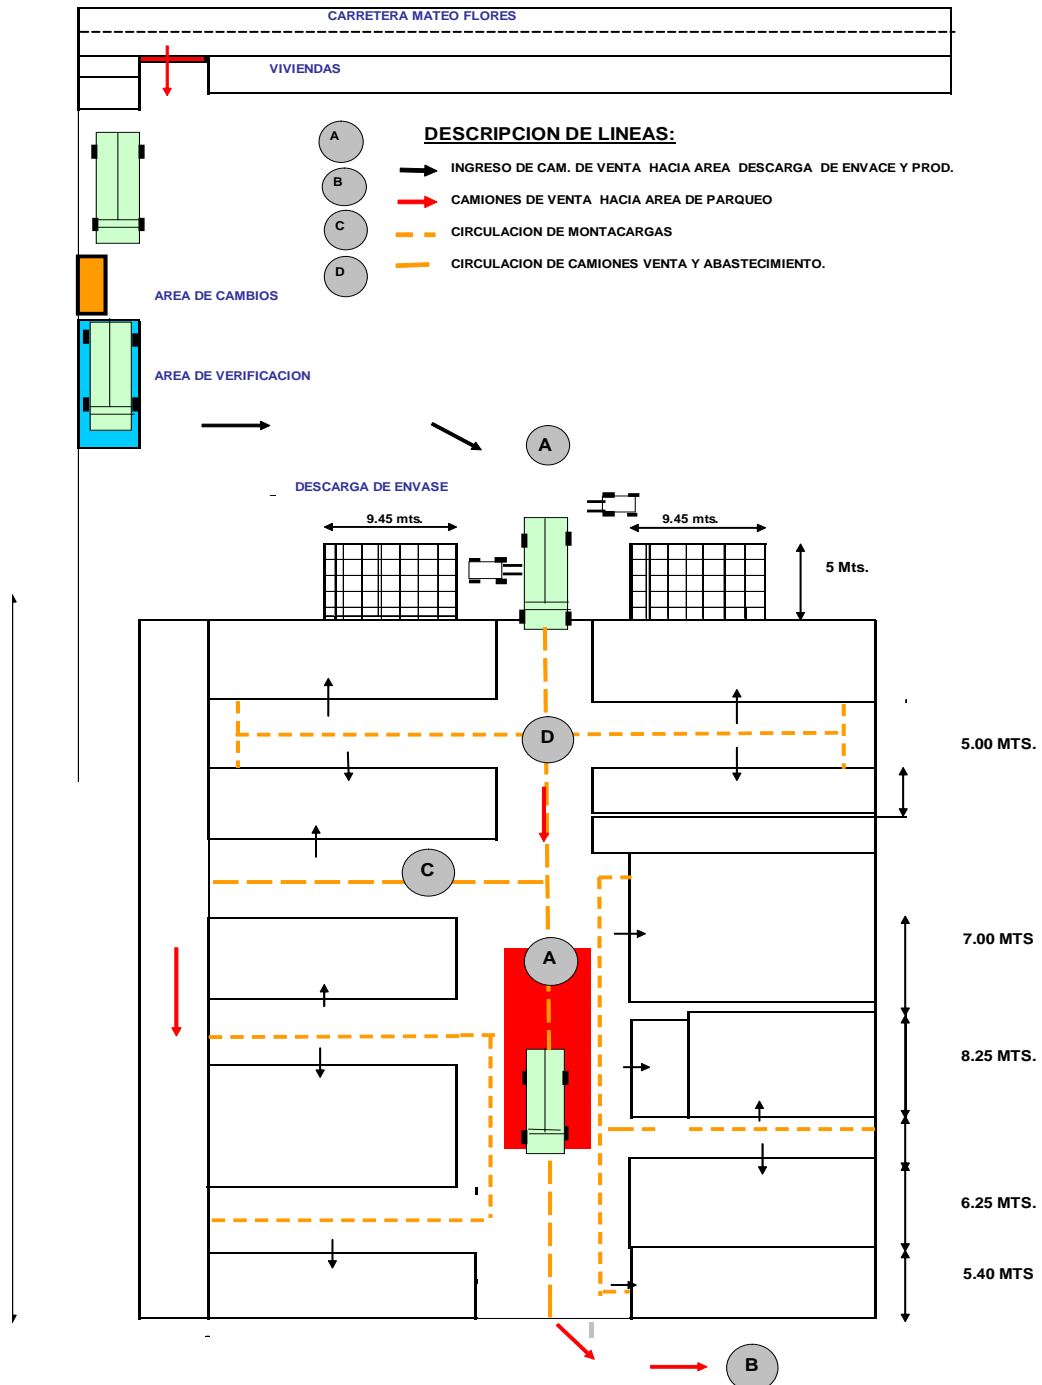 CARRETERA MATEO FLORES
VIVIENDAS
DESCRIPCION DE LINEAS:
A
INGRESO DE CAM. DE VENTA HACIA AREA DESCARGA DE ENVACE Y PROD.
B
CAMIONES DE VENTA HACIA AREA DE PARQUEO
C
CIRCULACION DE MONTACARGAS
D
CIRCULACION DE CAMIONES VENTA Y ABASTECIMIENTO.
AREA DE CAMBIOS
AREA DE VERIFICACION
A
DESCARGA DE ENVASE
9.45 mts.
9.45 mts.
5 Mts.
D
5.00 MTS.
C
7.00 MTS
A
8.25 MTS.
6.25 MTS.
5.40 MTS
B